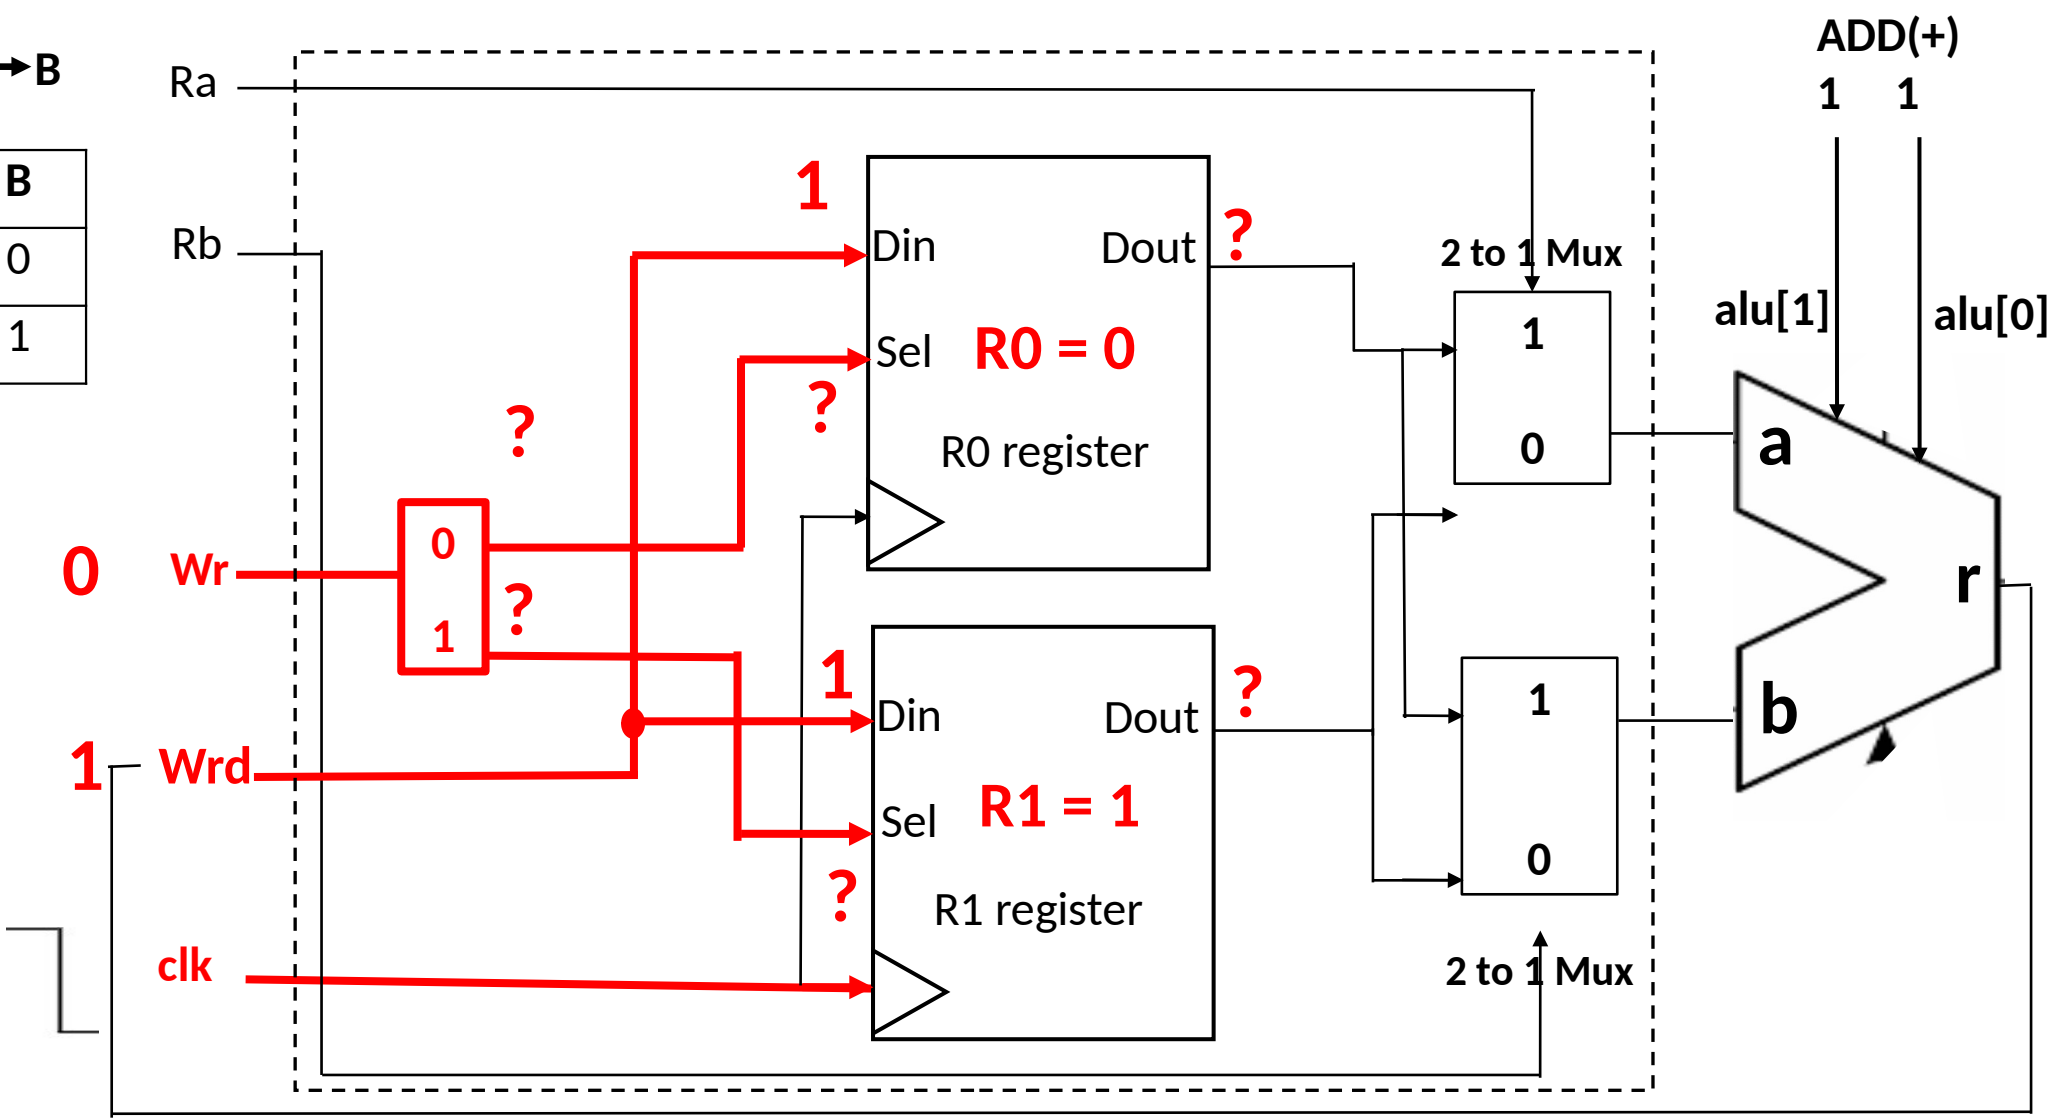 ADD(+)
1 1
B
Ra
B
0
1
Rb
1
Din
Dout
?
2 to 1 Mux
alu[1]
alu[0]
Sel
R0 = 0
?
?
R0 register
1
0
a
0
Wr
0
1
?
r
1
Din
Dout
?
1
0
b
1
Wrd
R1 = 1
Sel
?
R1 register
clk
2 to 1 Mux